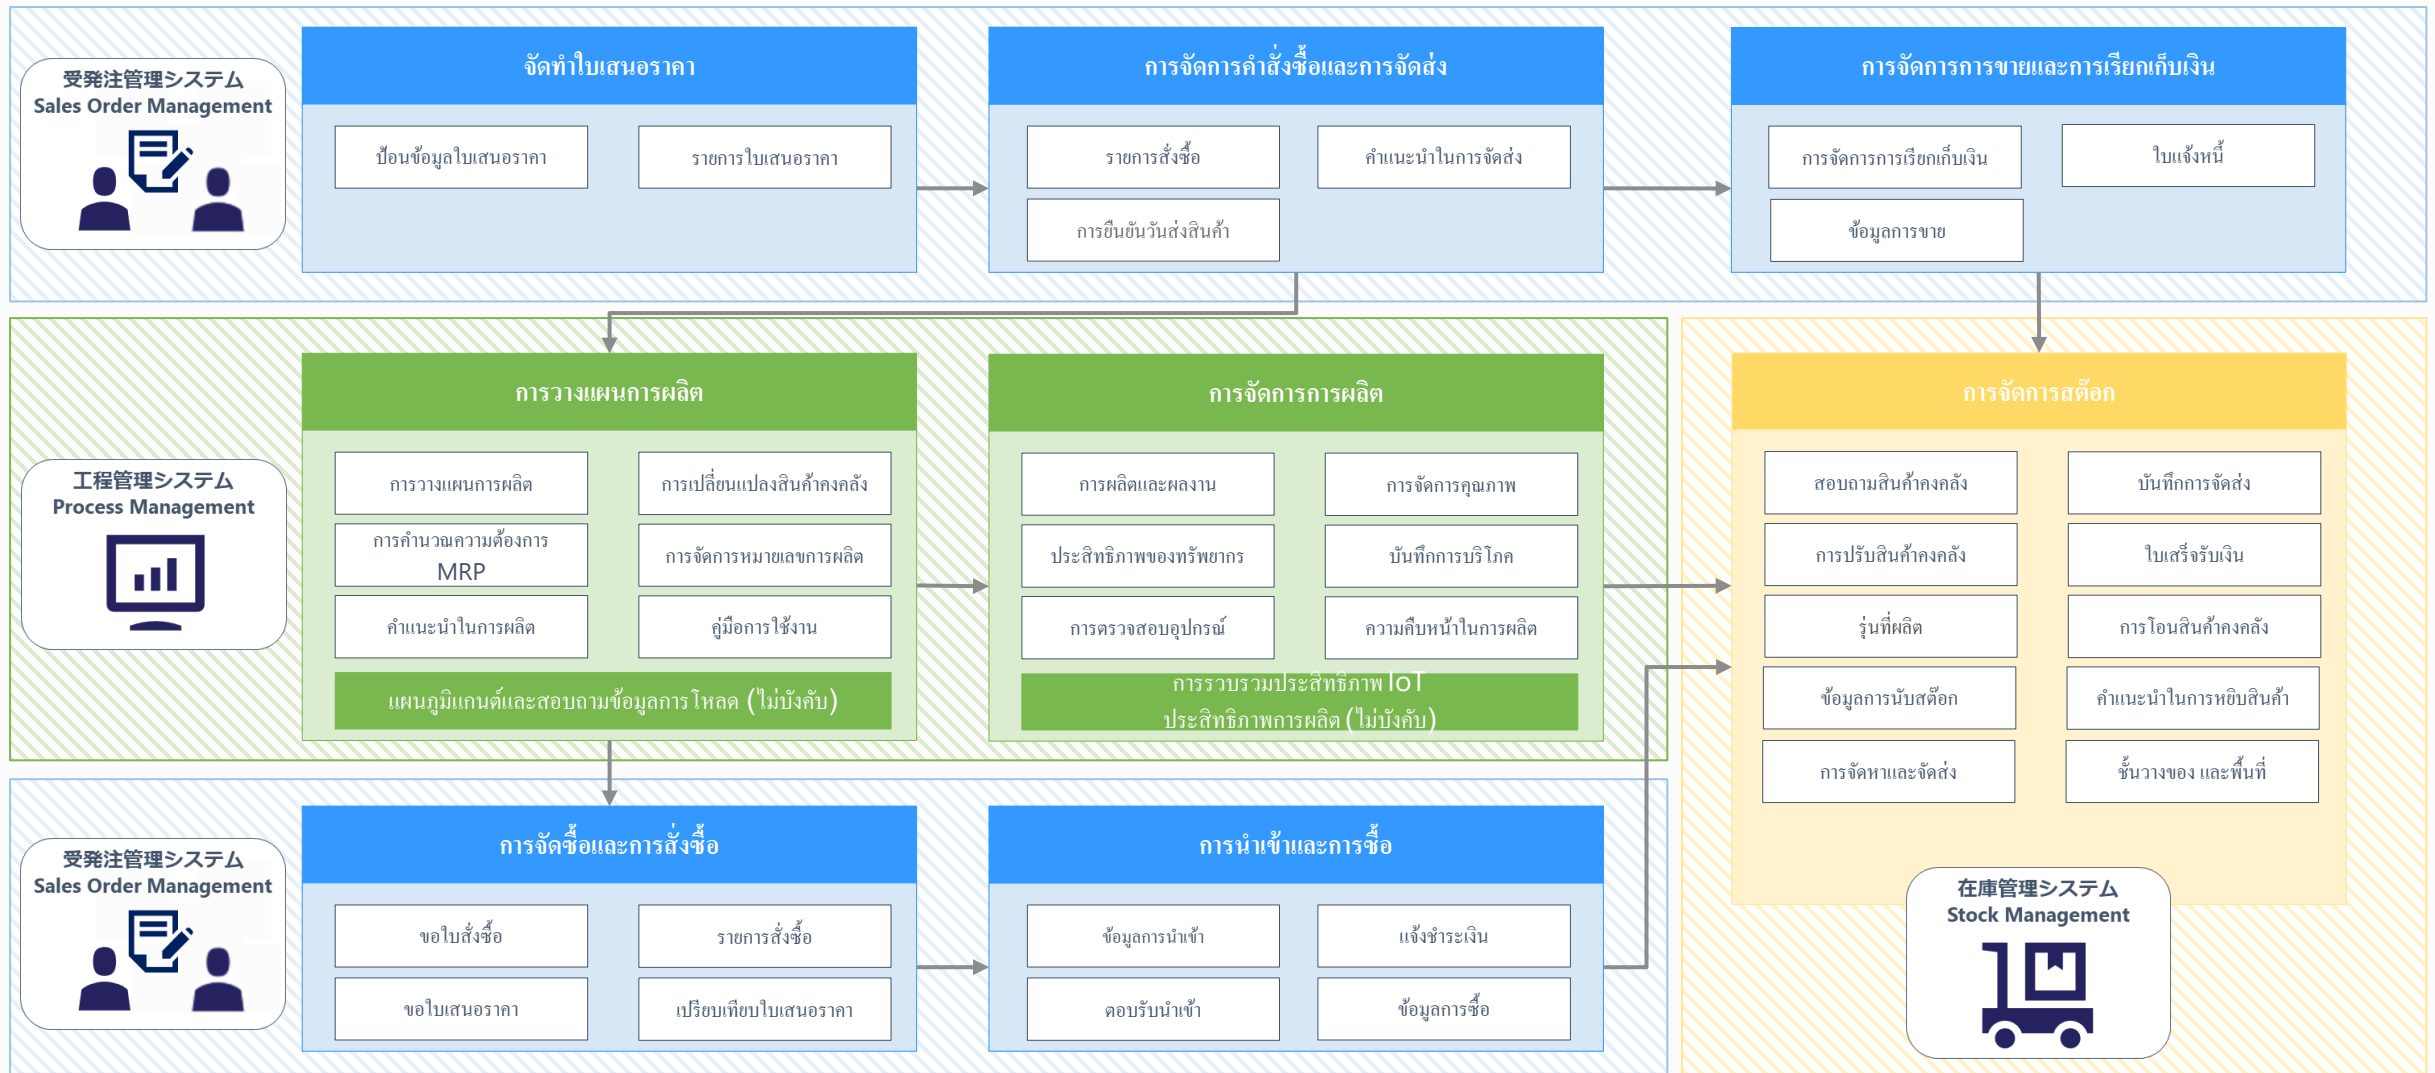 受発注管理システム
Sales Order Management
จัดทำใบเสนอราคา
ป้อนข้อมูลใบเสนอราคา
รายการใบเสนอราคา
การจัดการคำสั่งซื้อและการจัดส่ง
รายการสั่งซื้อ
คำแนะนำในการจัดส่ง
การยืนยันวันส่งสินค้า
การจัดการการขายและการเรียกเก็บเงิน
การจัดการการเรียกเก็บเงิน
ใบแจ้งหนี้
ข้อมูลการขาย
工程管理システム
Process Management
การวางแผนการผลิต
การวางแผนการผลิต
การเปลี่ยนแปลงสินค้าคงคลัง
การคำนวณความต้องการ
MRP
การจัดการหมายเลขการผลิต
คำแนะนำในการผลิต
คู่มือการใช้งาน
แผนภูมิแกนต์และสอบถามข้อมูลการโหลด (ไม่บังคับ)
การจัดการการผลิต
การผลิตและผลงาน
การจัดการคุณภาพ
ประสิทธิภาพของทรัพยากร
บันทึกการบริโภค
การตรวจสอบอุปกรณ์
ความคืบหน้าในการผลิต
การรวบรวมประสิทธิภาพ IoT
ประสิทธิภาพการผลิต (ไม่บังคับ)
การจัดการสต๊อก
สอบถามสินค้าคงคลัง
บันทึกการจัดส่ง
การปรับสินค้าคงคลัง
ใบเสร็จรับเงิน
รุ่นที่ผลิต
การโอนสินค้าคงคลัง
ข้อมูลการนับสต๊อก
คำแนะนำในการหยิบสินค้า
การจัดหาและจัดส่ง
ชั้นวางของ และพื้นที่
在庫管理システム
Stock Management
受発注管理システム
Sales Order Management
การจัดซื้อและการสั่งซื้อ
ขอใบสั่งซื้อ
รายการสั่งซื้อ
ขอใบเสนอราคา
เปรียบเทียบใบเสนอราคา
การนำเข้าและการซื้อ
ข้อมูลการนำเข้า
แจ้งชำระเงิน
ตอบรับนำเข้า
ข้อมูลการซื้อ